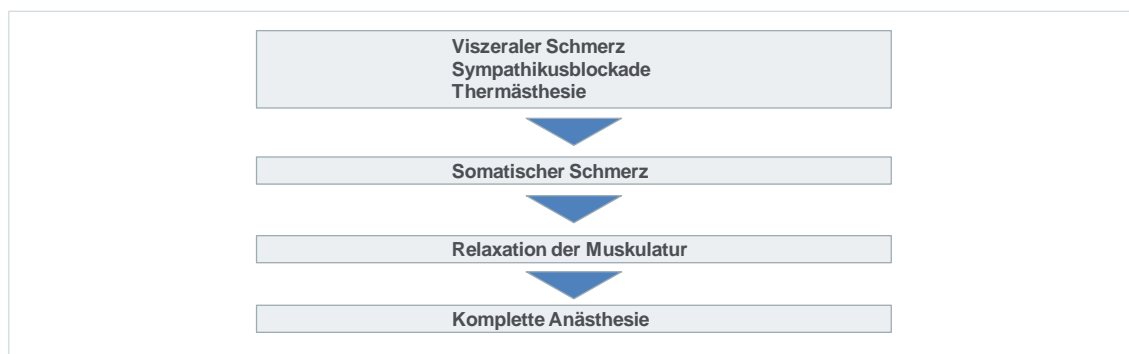 Viszeraler Schmerz
Sympathikusblockade
Thermästhesie
Somatischer Schmerz
Relaxation der Muskulatur
Komplette Anästhesie